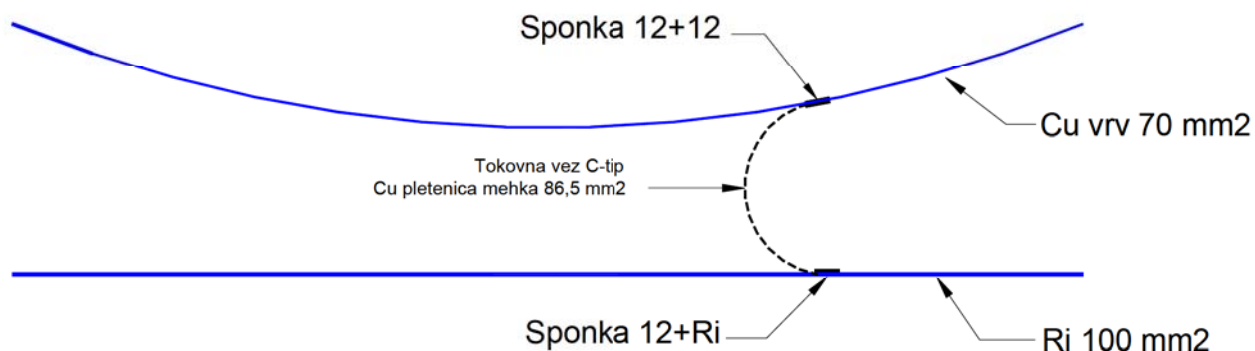 Sponka 12+12
Cu vrv 70 mm2
Tokovna vez C-tip
Cu pletenica mehka 86,5 mm2
Sponka 12+Ri
Ri 100 mm2